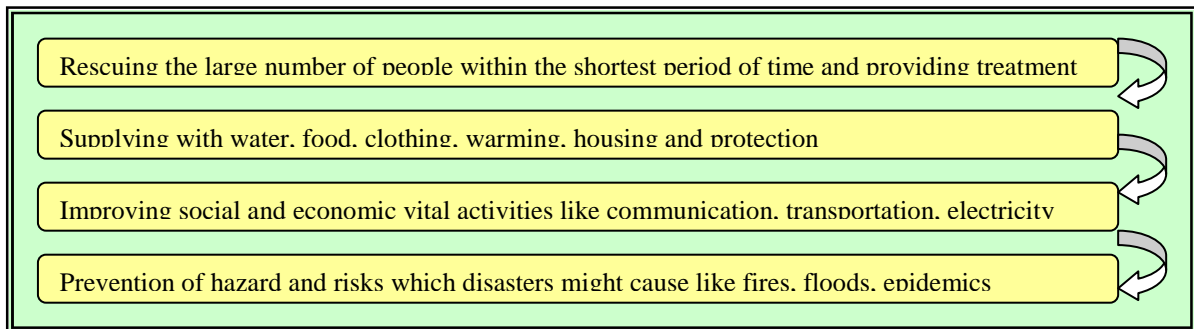 Rescuing the large number of people within the shortest period of time and providing treatment
Supplying with water, food, clothing, warming, housing and protection
Improving social and economic vital activities like communication, transportation, electricity
Prevention of hazard and risks which disasters might cause like fires, floods, epidemics